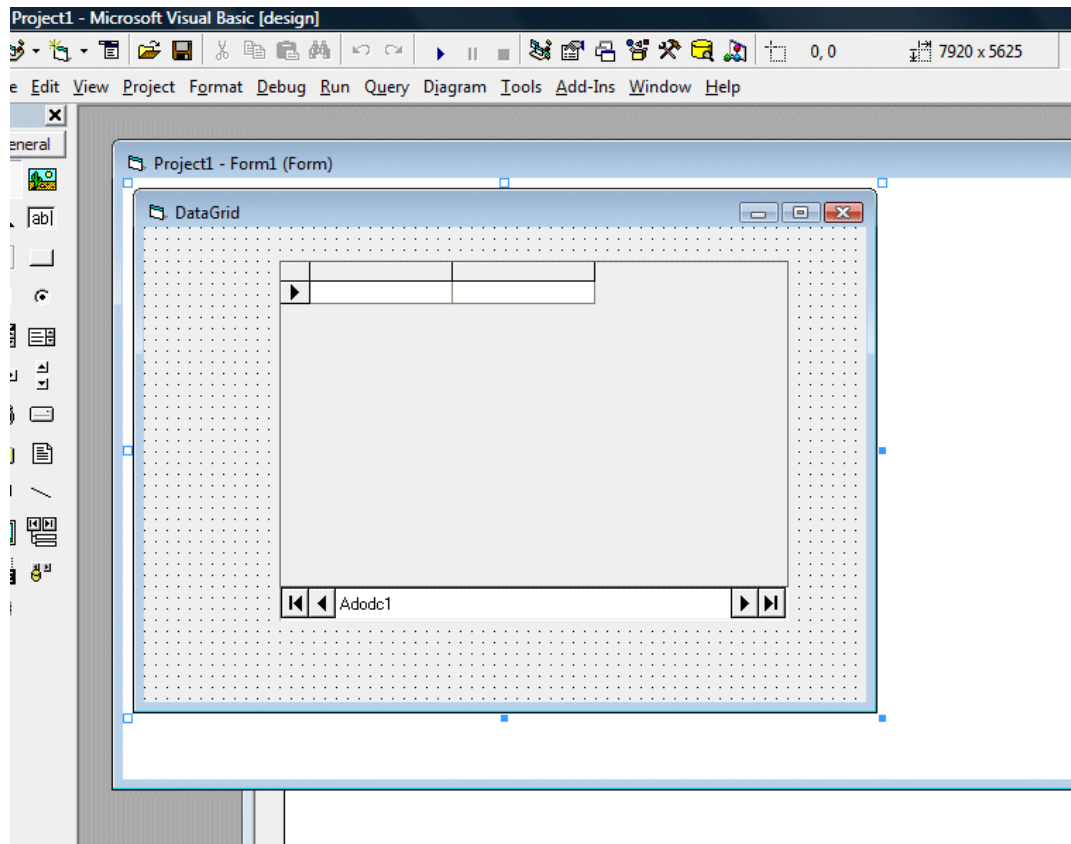 Project1 - Microsoft Visual Basic [design]
0, 0 7920 x 5625
e Edit View Project Format Debug Run Query Diagram Tools Add-Ins Window Help
eneral
Project1 - Form1 (Form)
ab|
DataGrid
Adodc1